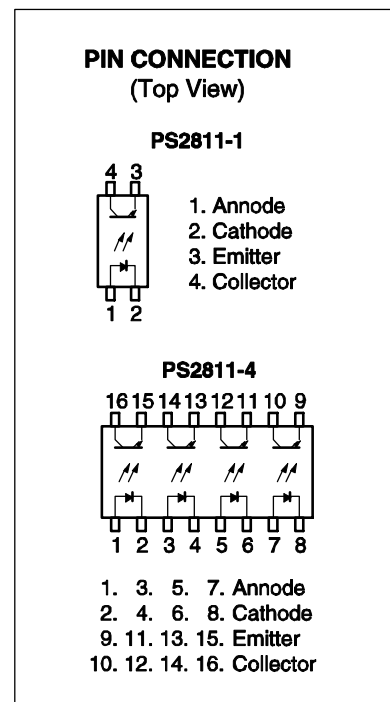 PIN CONNECTION
(Top View)
PS2811-1
4 3
1. Annode
2. Cathode
3. Emitter
4. Collector
1 2
PS2811-4
16 15 14 13 12 11 10 9
1 2 3 4 5 6 7 8
1. 3. 5. 7. Annode
2. 4. 6. 8. Cathode
9. 11. 13. 15. Emitter
10. 12. 14. 16. Collector